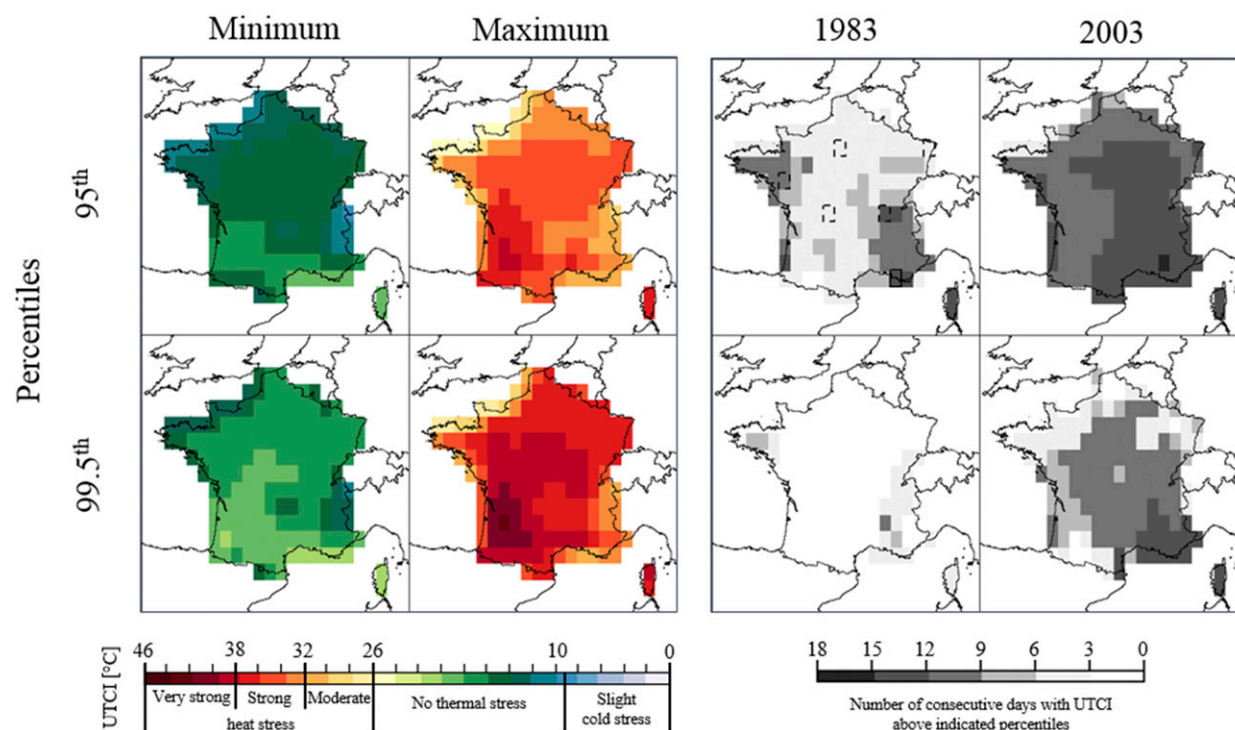 Minimum
Maximum
1983
2003
Percentiles
95th
99.5th
UTCI [°C]
46 38 32 26 10 0
Very strong
Strong
Moderate
No thermal stress
Slight
cold stress
heat stress
18 15 12 9 6 3 0
Number of consecutive days with UTCI
above indicated percentiles